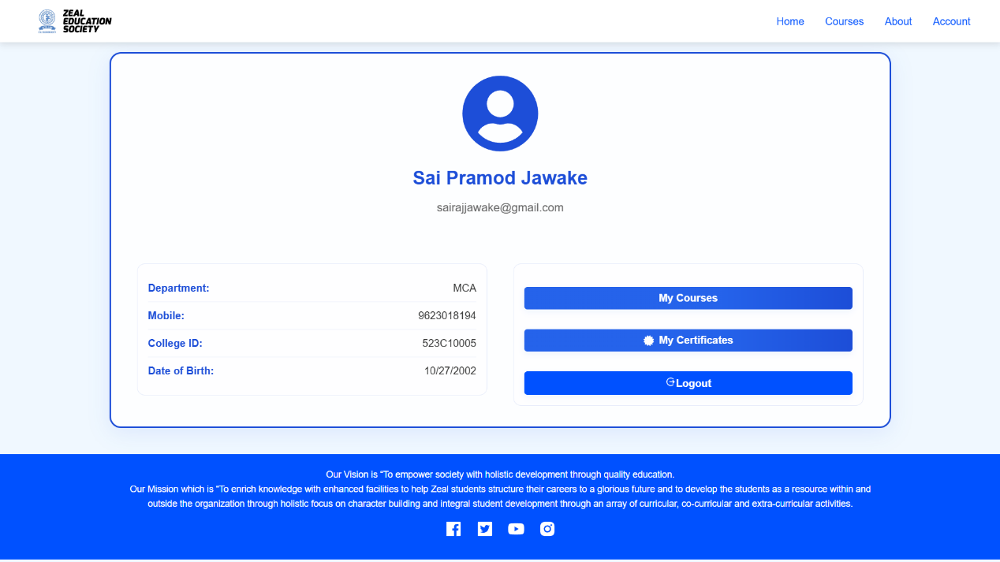 ZEAL
EDUCATION
SOCIETY
Home Courses About Account
Sai Pramod Jawake
sairajjawake@gmail.com
Department: MCA
Mobile: 9623018194
College ID: 523C10005
Date of Birth: 10/27/2002
My Courses
My Certificates
Logout
Our Vision is “To empower society with holistic development through quality education.
Our Mission which is “To enrich knowledge with enhanced facilities to help Zeal students structure their careers to a glorious future and to develop the students as a resource within and
outside the organization through holistic focus on character building and integral student development through an array of curricular, co-curricular and extra-curricular activities.